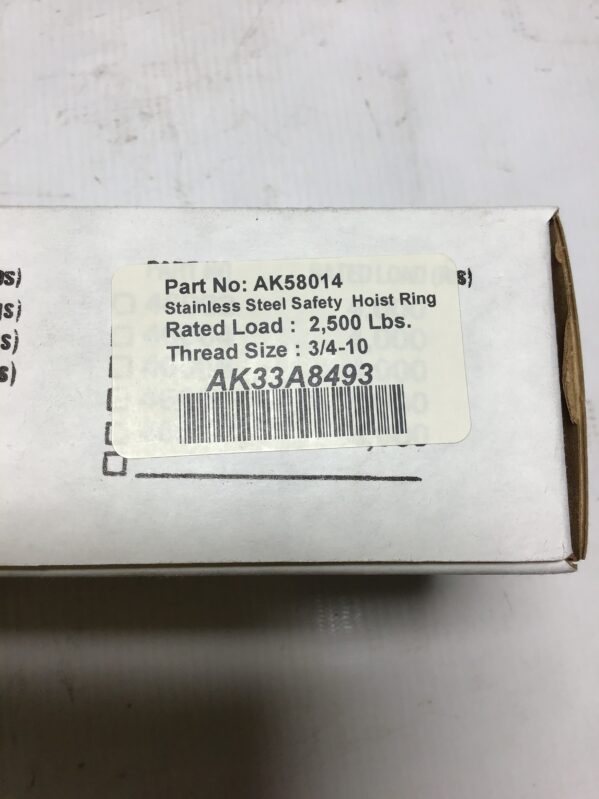 Part No: AK58014
Stainless Steel Safety Hoist Ring
Rated Load : 2,500 Lbs.
Thread Size : 3/4-10
AK33A8493